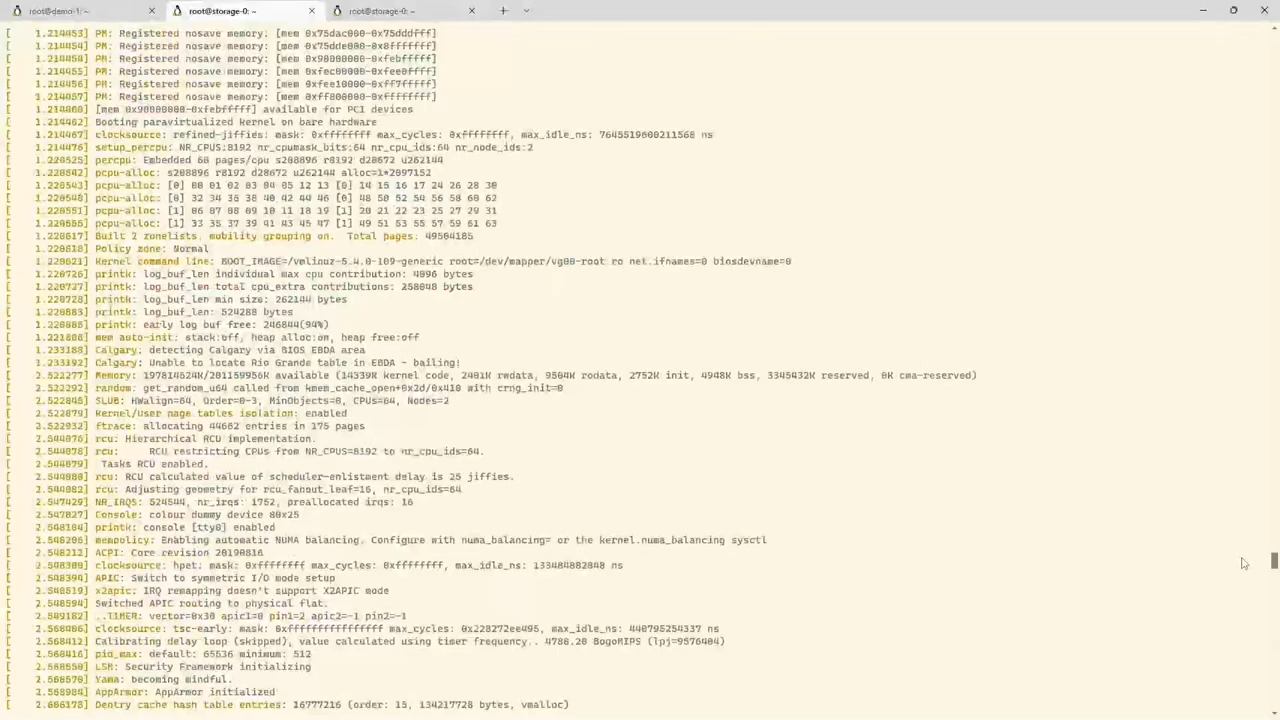 root@demo-1: ~
root@storage-0: ~
root@storage-0: ~
[    1.214453] PM: Registered nosave memory: [mem 0x75dac000-0x75dddfff]
[    1.214454] PM: Registered nosave memory: [mem 0x75dde000-0x8fffffff]
[    1.214454] PM: Registered nosave memory: [mem 0x90000000-0xfebfffff]
[    1.214455] PM: Registered nosave memory: [mem 0xfec00000-0xfee0ffff]
[    1.214456] PM: Registered nosave memory: [mem 0xfee10000-0xff7fffff]
[    1.214457] PM: Registered nosave memory: [mem 0xff800000-0xffffffff]
[    1.214460] [mem 0x90000000-0xfebfffff] available for PCI devices
[    1.214462] Booting paravirtualized kernel on bare hardware
[    1.214467] clocksource: refined-jiffies: mask: 0xffffffff max_cycles: 0xffffffff, max_idle_ns: 7645519600211568 ns
[    1.214476] setup_percpu: NR_CPUS:8192 nr_cpumask_bits:64 nr_cpu_ids:64 nr_node_ids:2
[    1.220525] percpu: Embedded 60 pages/cpu s208896 r8192 d28672 u262144
[    1.220542] pcpu-alloc: s208896 r8192 d28672 u262144 alloc=1*2097152
[    1.220543] pcpu-alloc: [0] 00 01 02 03 04 05 12 13 [0] 14 15 16 17 24 26 28 30
[    1.220548] pcpu-alloc: [0] 32 34 36 38 40 42 44 46 [0] 48 50 52 54 56 58 60 62
[    1.220551] pcpu-alloc: [1] 06 07 08 09 10 11 18 19 [1] 20 21 22 23 25 27 29 31
[    1.220555] pcpu-alloc: [1] 33 35 37 39 41 43 45 47 [1] 49 51 53 55 57 59 61 63
[    1.220617] Built 2 zonelists, mobility grouping on.  Total pages: 49504185
[    1.220618] Policy zone: Normal
[    1.220621] Kernel command line: BOOT_IMAGE=/vmlinuz-5.4.0-109-generic root=/dev/mapper/vg00-root ro net.ifnames=0 biosdevname=0
[    1.220726] printk: log_buf_len individual max cpu contribution: 4096 bytes
[    1.220727] printk: log_buf_len total cpu_extra contributions: 258048 bytes
[    1.220728] printk: log_buf_len min size: 262144 bytes
[    1.220883] printk: log_buf_len: 524288 bytes
[    1.220885] printk: early log buf free: 246844(94%)
[    1.221808] mem auto-init: stack:off, heap alloc:on, heap free:off
[    1.233188] Calgary: detecting Calgary via BIOS EBDA area
[    1.233192] Calgary: Unable to locate Rio Grande table in EBDA - bailing!
[    2.522277] Memory: 197814524K/201159956K available (14339K kernel code, 2401K rwdata, 9504K rodata, 2752K init, 4948K bss, 3345432K reserved, 0K cma-reserved)
[    2.522292] random: get_random_u64 called from kmem_cache_open+0x2d/0x410 with crng_init=0
[    2.522845] SLUB: HWalign=64, Order=0-3, MinObjects=0, CPUs=64, Nodes=2
[    2.522879] Kernel/User page tables isolation: enabled
[    2.522932] ftrace: allocating 44662 entries in 175 pages
[    2.544076] rcu: Hierarchical RCU implementation.
[    2.544078] rcu:     RCU restricting CPUs from NR_CPUS=8192 to nr_cpu_ids=64.
[    2.544079]  Tasks RCU enabled.
[    2.544080] rcu: RCU calculated value of scheduler-enlistment delay is 25 jiffies.
[    2.544082] rcu: Adjusting geometry for rcu_fanout_leaf=16, nr_cpu_ids=64
[    2.547429] NR_IRQS: 524544, nr_irqs: 1752, preallocated irqs: 16
[    2.547827] Console: colour dummy device 80x25
[    2.548184] printk: console [tty0] enabled
[    2.548206] mempolicy: Enabling automatic NUMA balancing. Configure with numa_balancing= or the kernel.numa_balancing sysctl
[    2.548212] ACPI: Core revision 20190816
[    2.548380] clocksource: hpet: mask: 0xffffffff max_cycles: 0xffffffff, max_idle_ns: 133484882848 ns
[    2.548394] APIC: Switch to symmetric I/O mode setup
[    2.548519] x2apic: IRQ remapping doesn't support X2APIC mode
[    2.548594] Switched APIC routing to physical flat.
[    2.549182] ..TIMER: vector=0x30 apic1=0 pin1=2 apic2=-1 pin2=-1
[    2.568406] clocksource: tsc-early: mask: 0xffffffffffffffff max_cycles: 0x228272ee495, max_idle_ns: 440795254337 ns
[    2.568412] Calibrating delay loop (skipped), value calculated using timer frequency.. 4788.20 BogoMIPS (lpj=9576404)
[    2.568416] pid_max: default: 65536 minimum: 512
[    2.568550] LSM: Security Framework initializing
[    2.568570] Yama: becoming mindful.
[    2.568984] AppArmor: AppArmor initialized
[    2.606178] Dentry cache hash table entries: 16777216 (order: 15, 134217728 bytes, vmalloc)